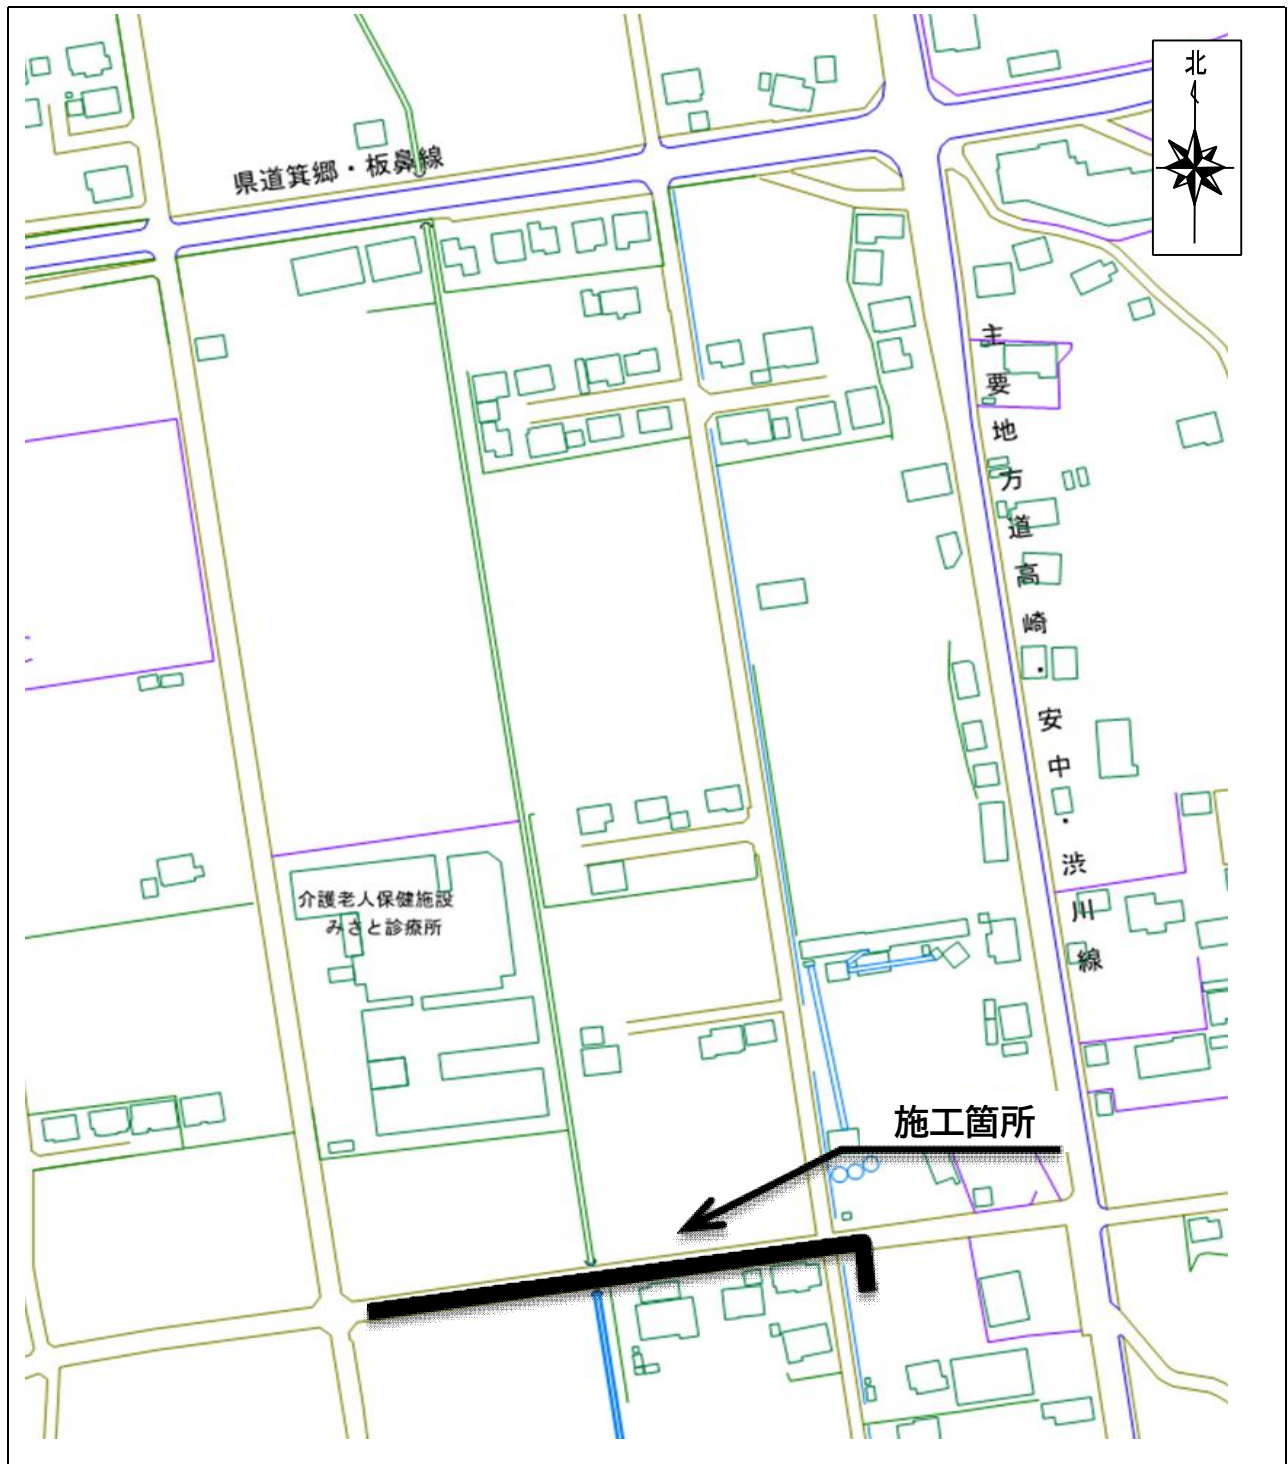 北
県道箕郷・板鼻線
主要地方道高崎・安中・渋川線
介護老人保健施設
みさと診療所
施工箇所